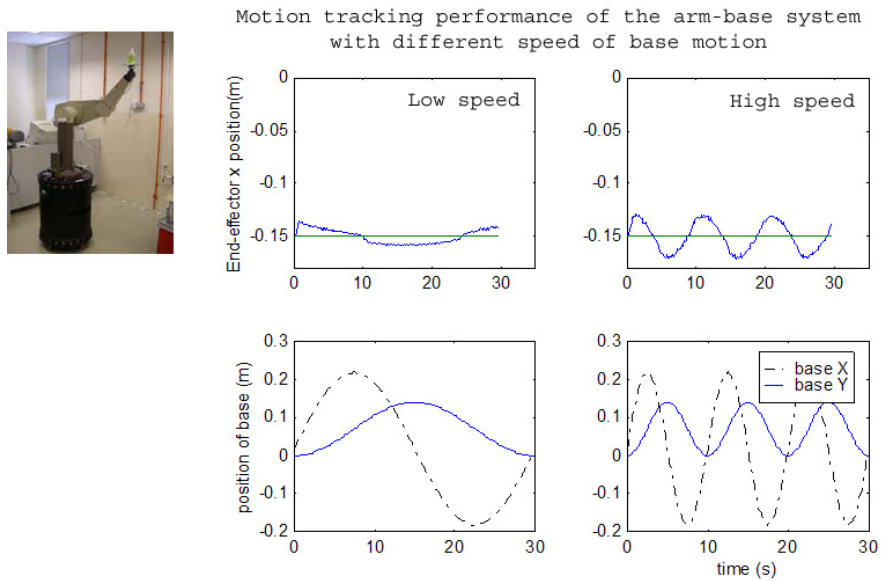 Motion tracking performance of the arm-base system
with different speed of base motion
End-effector x position(m)
0
-0.05
-0.1
-0.15
0 10 20 30
Low speed
0
-0.05
-0.1
-0.15
0 10 20 30
High speed
position of base (m)
0.3
0.2
0.1
0
-0.1
-0.2
0 10 20 30
0.3
0.2
0.1
0
-0.1
-0.2
0 10 20 30
base X
base Y
time (s)